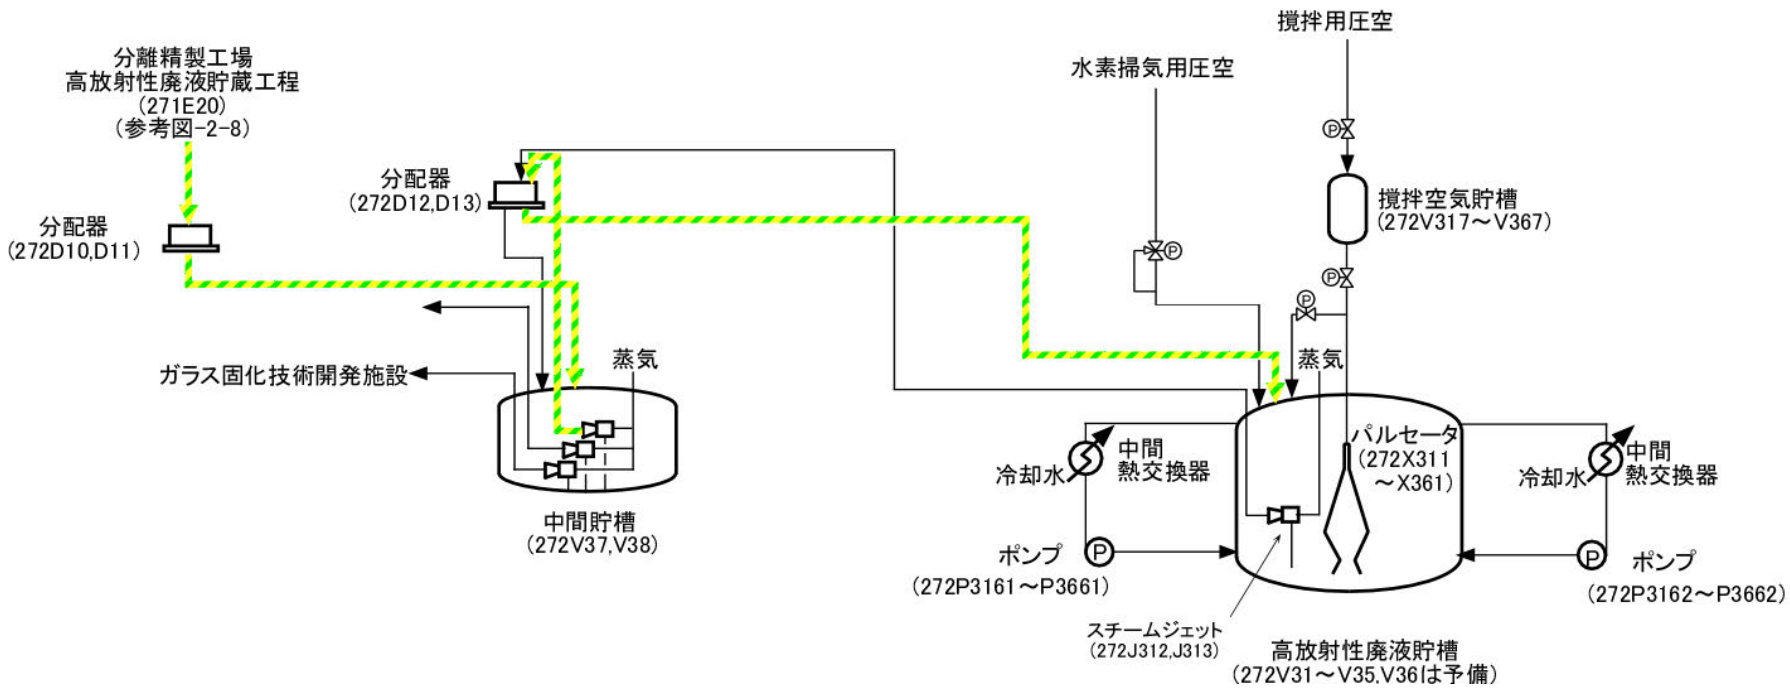 分離精製工場
高放射性廃液貯蔵工程
(271E20)
(参考図-2-8)
分配器
(272D10,D11)
分配器
(272D12,D13)
ガラス固化技術開発施設
蒸気
中間貯槽
(272V37,V38)
水素掃気用圧空
P
撹拌用圧空
P
撹拌空気貯槽
(272V317～V367)
P
P
蒸気
パルセータ
(272X311
～X361)
冷却水
中間
熱交換器
ポンプ
P
(272P3161～P3661)
冷却水
中間
熱交換器
P
ポンプ
(272P3162～P3662)
スチームジェット
(272J312,J313)
高放射性廃液貯槽
(272V31～V35,V36は予備)